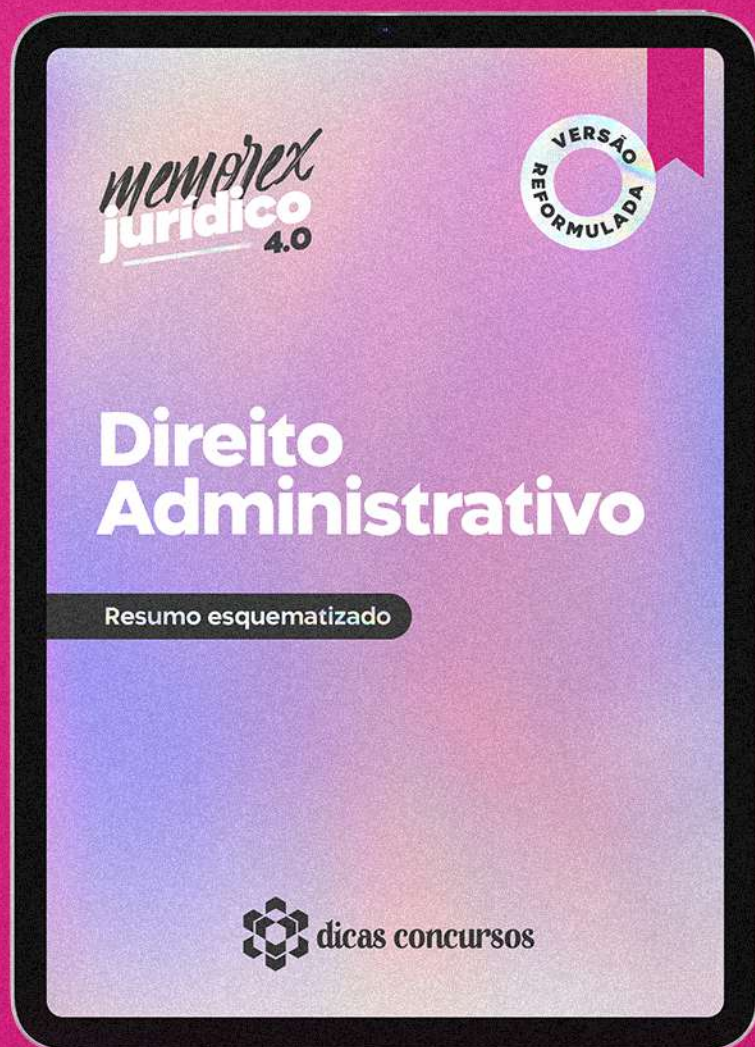 memorex
jurídico
4.0
VERSÃO
REFORMULADA
Direito
Administrativo
Resumo esquematizado
dicas concursos